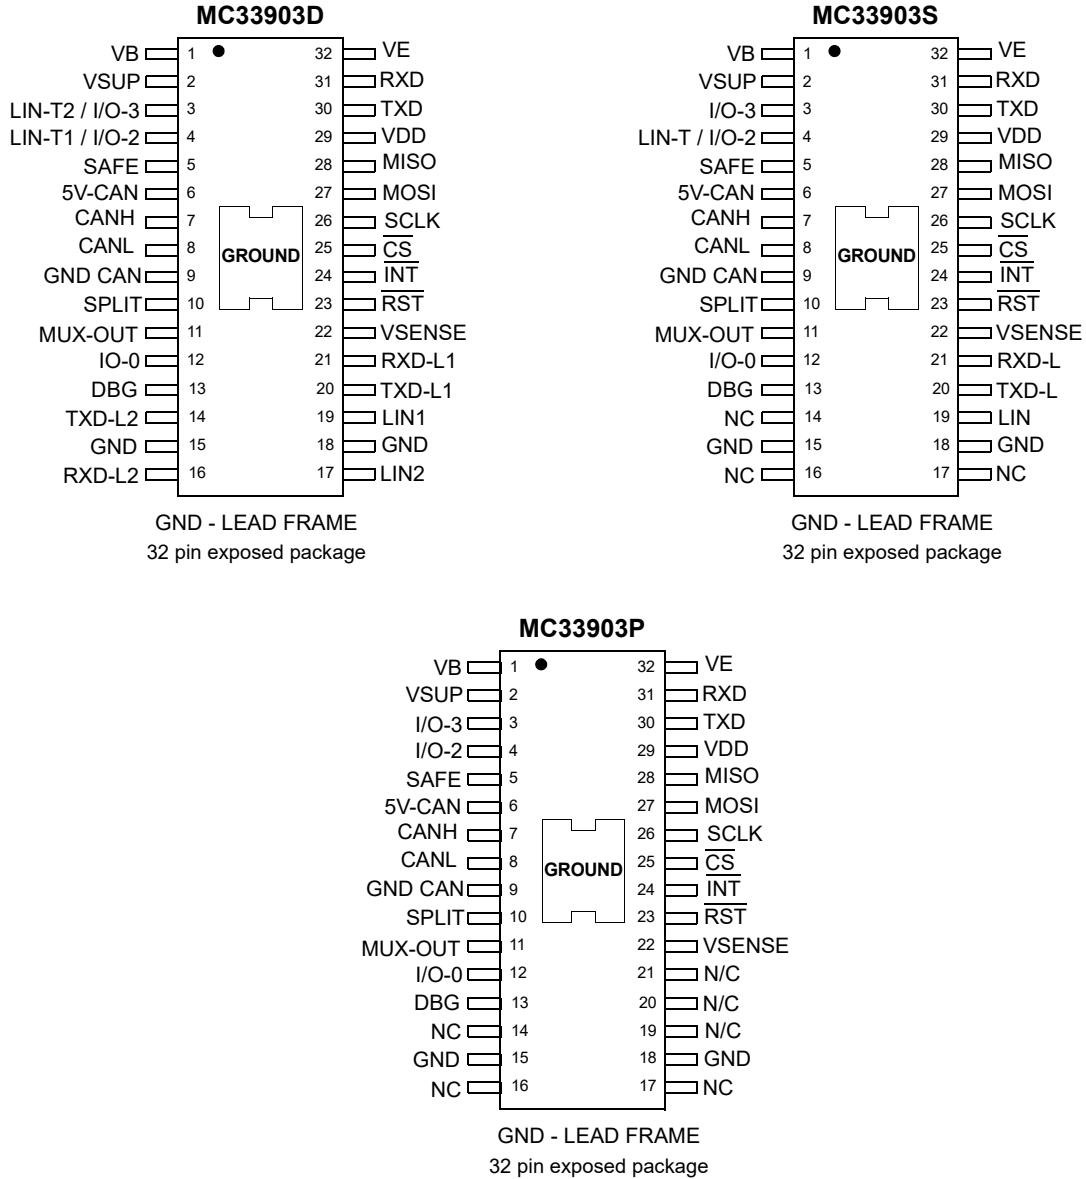 MC33903D
VB 1 32 VE
VSUP 2 31 RXD
LIN-T2 / I/O-3 3 30 TXD
LIN-T1 / I/O-2 4 29 VDD
SAFE 5 28 MISO
5V-CAN 6 27 MOSI
CANH 7 26 SCLK
CANL 8 25 CS
GROUND
GND CAN 9 24 INT
SPLIT 10 23 RST
MUX-OUT 11 22 VSENSE
IO-0 12 21 RXD-L1
DBG 13 20 TXD-L1
TXD-L2 14 19 LIN1
GND 15 18 GND
RXD-L2 16 17 LIN2
GND - LEAD FRAME
32 pin exposed package
MC33903S
VB 1 32 VE
VSUP 2 31 RXD
I/O-3 3 30 TXD
LIN-T / I/O-2 4 29 VDD
SAFE 5 28 MISO
5V-CAN 6 27 MOSI
CANH 7 26 SCLK
CANL 8 25 CS
GROUND
GND CAN 9 24 INT
SPLIT 10 23 RST
MUX-OUT 11 22 VSENSE
I/O-0 12 21 RXD-L
DBG 13 20 TXD-L
NC 14 19 LIN
GND 15 18 GND
NC 16 17 NC
GND - LEAD FRAME
32 pin exposed package
MC33903P
VB 1 32 VE
VSUP 2 31 RXD
I/O-3 3 30 TXD
I/O-2 4 29 VDD
SAFE 5 28 MISO
5V-CAN 6 27 MOSI
CANH 7 26 SCLK
CANL 8 25 CS
GROUND
GND CAN 9 24 INT
SPLIT 10 23 RST
MUX-OUT 11 22 VSENSE
I/O-0 12 21 N/C
DBG 13 20 N/C
NC 14 19 N/C
GND 15 18 GND
NC 16 17 NC
GND - LEAD FRAME
32 pin exposed package